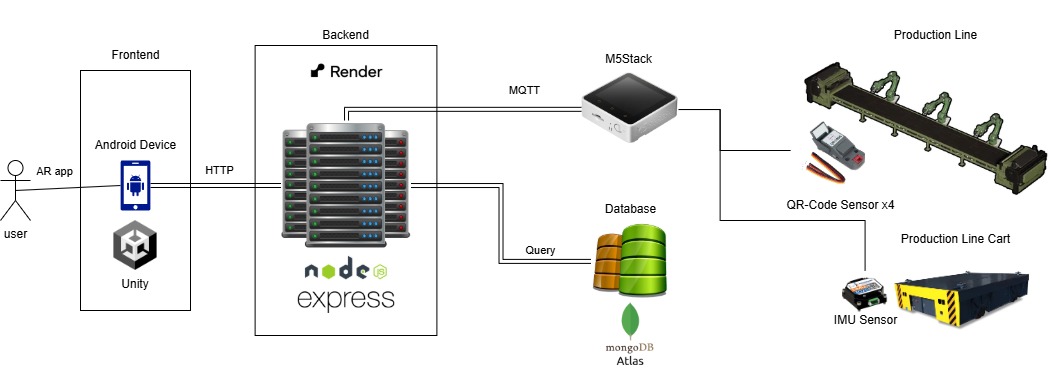 Frontend
Backend
Production Line
Render
M5Stack
MQTT
Android Device
AR app
HTTP
user
Unity
QR-Code Sensor x4
Database
Query
Production Line Cart
node
JS
express
IMU Sensor
mongoDB
Atlas